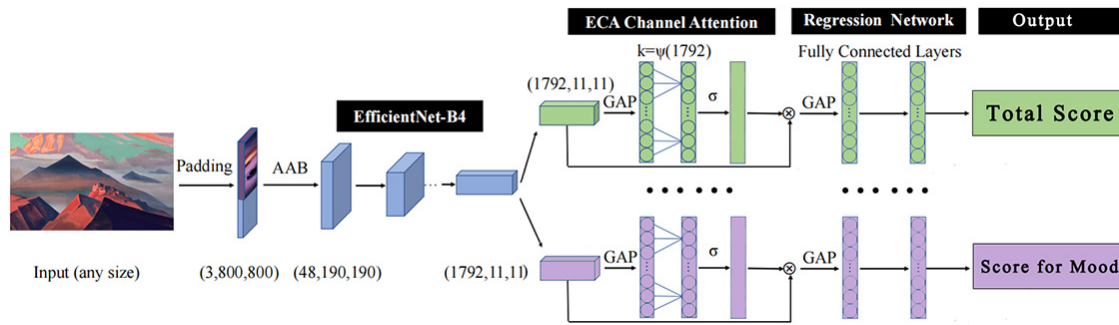 ECA Channel Attention
Regression Network
Output
k=ψ(1792)
Fully Connected Layers
(1792,11,11)
GAP
σ
GAP
Total Score
EfficientNet-B4
Padding
AAB
Input (any size)
(3,800,800)
(48,190,190)
(1792,11,11)
GAP
σ
GAP
Score for Mood